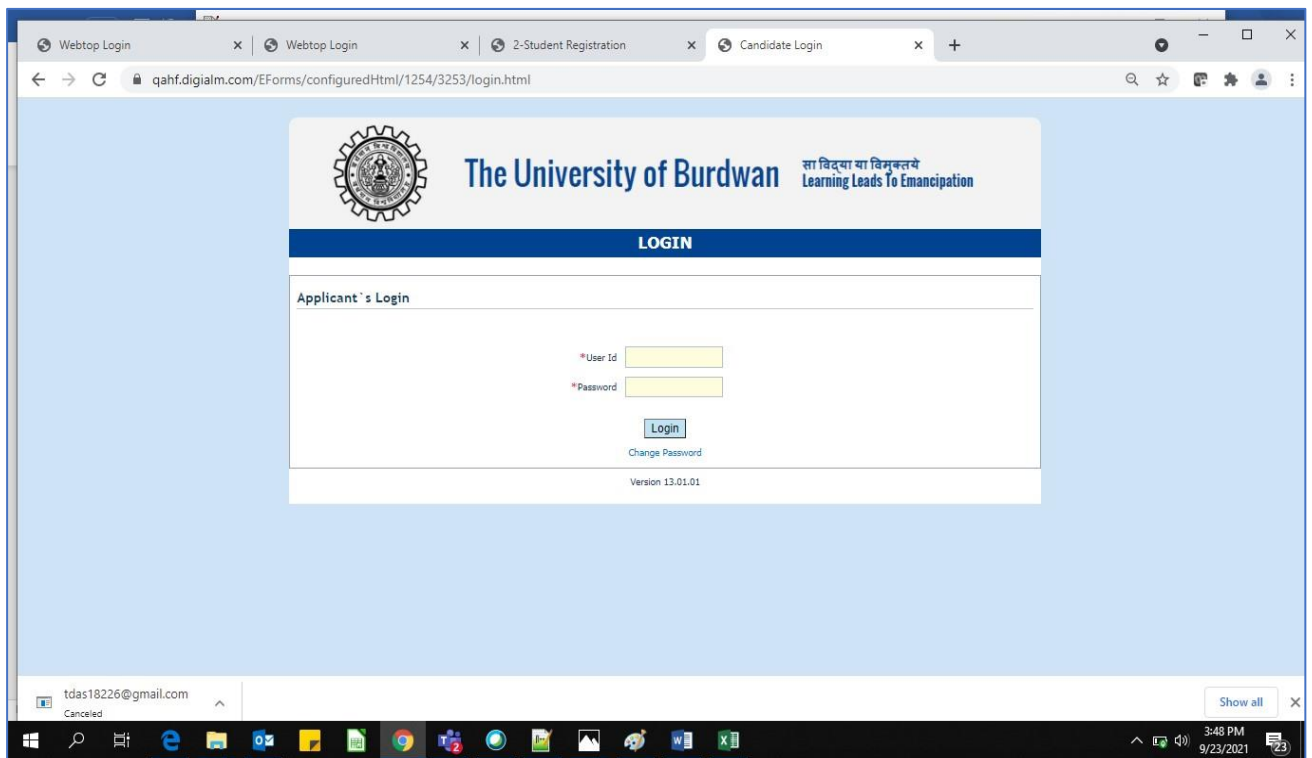 Webtop Login
Webtop Login
2-Student Registration
Candidate Login
qahf.digialm.com/EForms/configuredHtml/1254/3253/login.html
The University of Burdwan
सा विद्या या विमुक्तये
Learning Leads To Emancipation
LOGIN
Applicant`s Login
*User Id
*Password
Login
Change Password
Version 13.01.01
tdas18226@gmail.com
Canceled
Show all
3:48 PM
9/23/2021
23